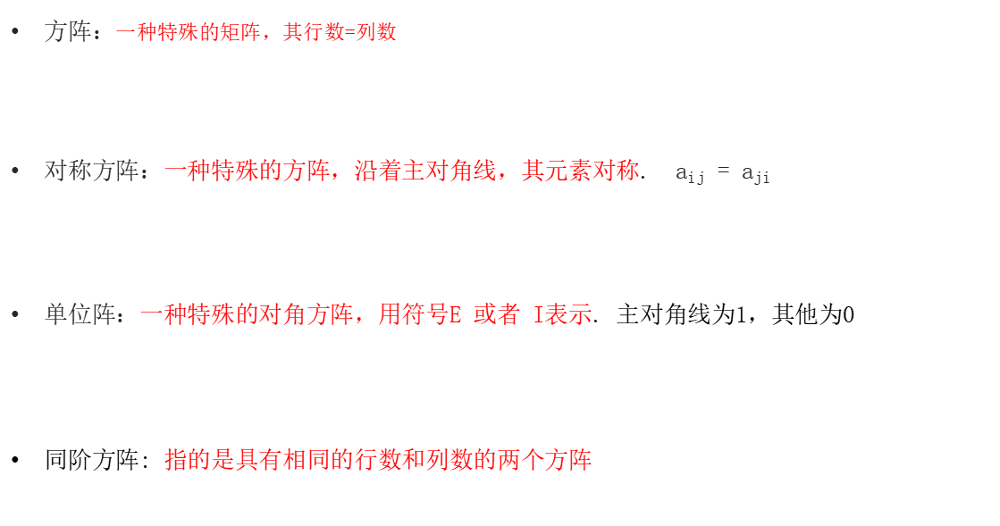 • 方阵：一种特殊的矩阵，其行数=列数
• 对称方阵：一种特殊的方阵，沿着主对角线，其元素对称. aij = aji
• 单位阵：一种特殊的对角方阵，用符号E 或者 I表示. 主对角线为1，其他为0
• 同阶方阵: 指的是具有相同的行数和列数的两个方阵